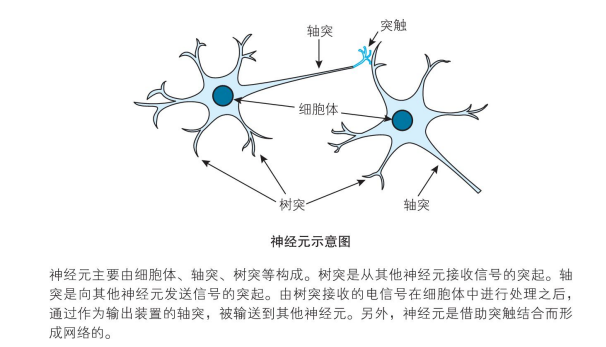 突触
轴突
细胞体
树突
轴突
神经元示意图
神经元主要由细胞体、轴突、树突等构成。树突是从其他神经元接收信号的突起。轴
突是向其他神经元发送信号的突起。由树突接收的电信号在细胞体中进行处理之后，
通过作为输出装置的轴突，被输送到其他神经元。另外，神经元是借助突触结合而形
成网络的。